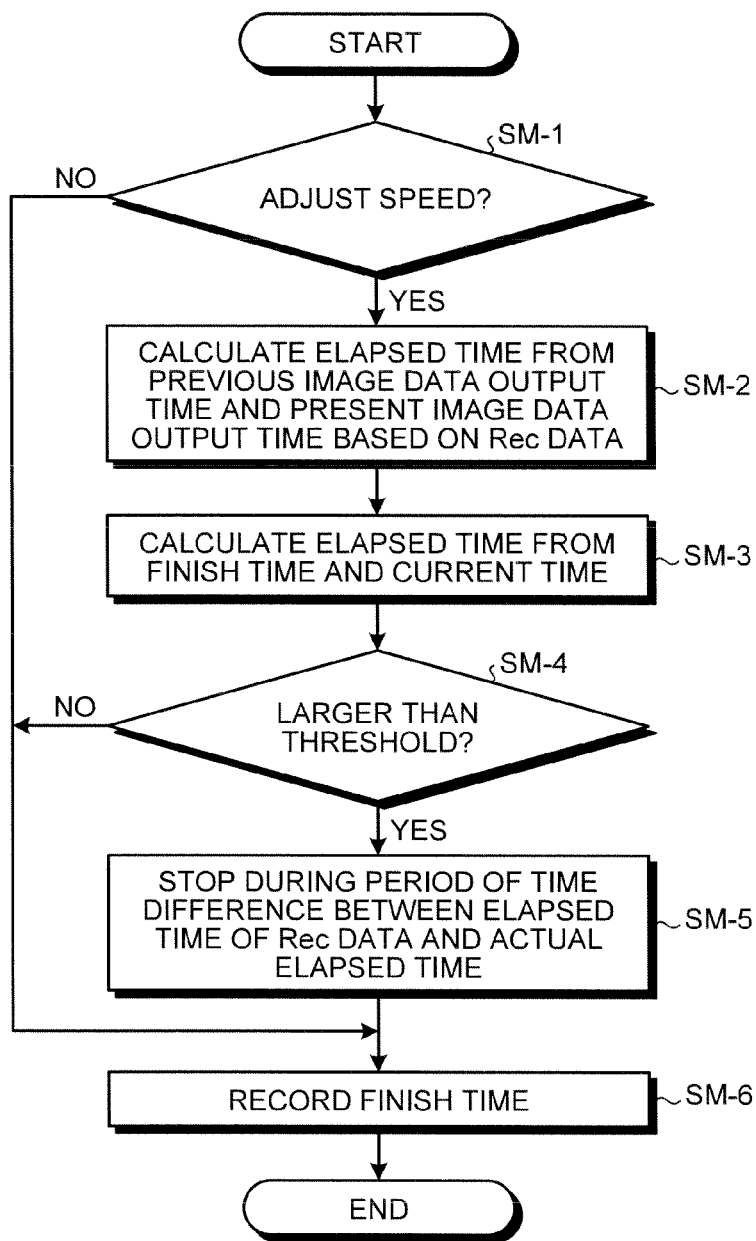 START
SM-1
NO
ADJUST SPEED?
YES
CALCULATE ELAPSED TIME FROM
PREVIOUS IMAGE DATA OUTPUT
TIME AND PRESENT IMAGE DATA
OUTPUT TIME BASED ON Rec DATA
SM-2
CALCULATE ELAPSED TIME FROM
FINISH TIME AND CURRENT TIME
SM-3
SM-4
NO
LARGER THAN
THRESHOLD?
YES
STOP DURING PERIOD OF TIME
DIFFERENCE BETWEEN ELAPSED
TIME OF Rec DATA AND ACTUAL
ELAPSED TIME
SM-5
RECORD FINISH TIME
SM-6
END